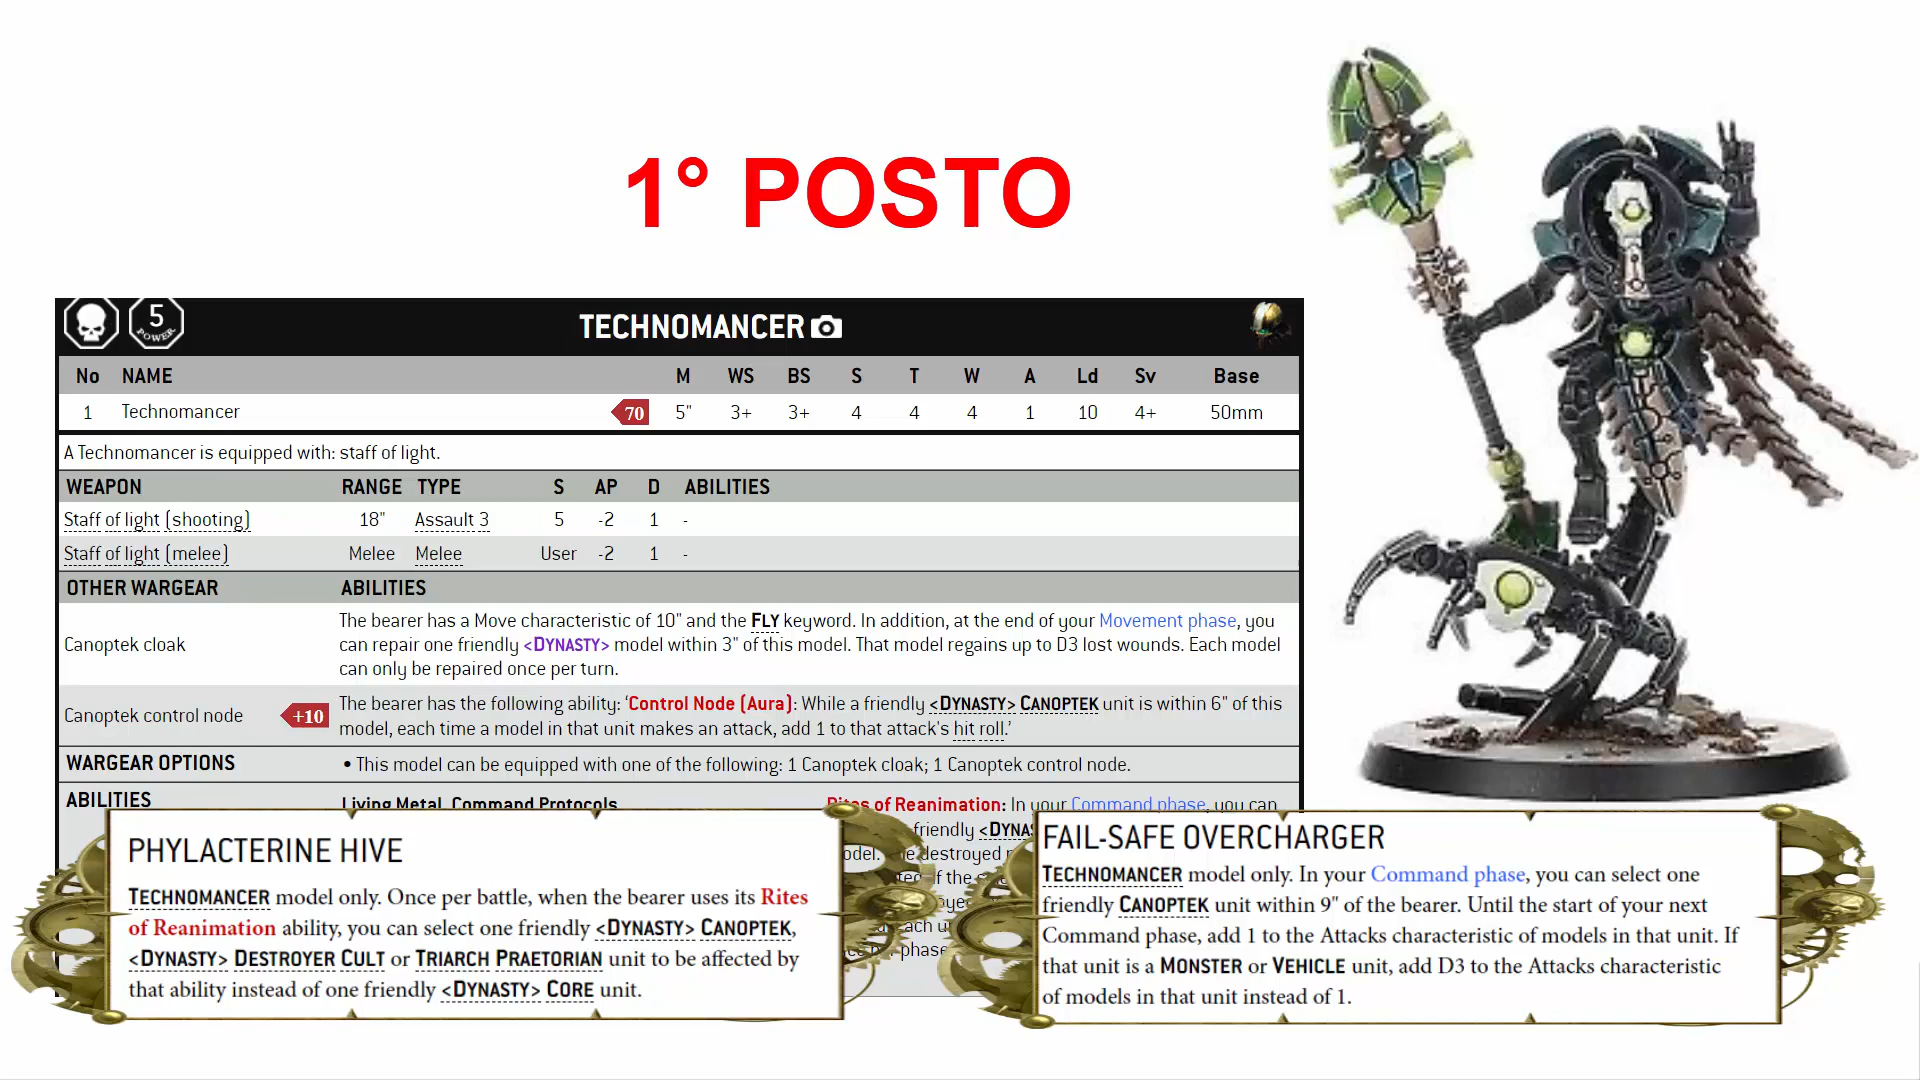 1° POSTO
5
POWER
TECHNOMANCER
No NAME M WS BS S T W A Ld Sv Base
1 Technomancer 70 5" 3+ 3+ 4 4 4 1 10 4+ 50mm
A Technomancer is equipped with: staff of light.
WEAPON RANGE TYPE S AP D ABILITIES
Staff of light (shooting) 18" Assault 3 5 -2 1 -
Staff of light (melee) Melee Melee User -2 1 -
OTHER WARGEAR ABILITIES
Canoptek cloak
The bearer has a Move characteristic of 10" and the FLY keyword. In addition, at the end of your Movement phase, you
can repair one friendly <DYNASTY> model within 3" of this model. That model regains up to D3 lost wounds. Each model
can only be repaired once per turn.
Canoptek control node +10
The bearer has the following ability: ‘Control Node (Aura): While a friendly <DYNASTY> CANOPTEK unit is within 6" of this
model, each time a model in that unit makes an attack, add 1 to that attack's hit roll.’
WARGEAR OPTIONS • This model can be equipped with one of the following: 1 Canoptek cloak; 1 Canoptek control node.
ABILITIES Living Metal, Command Protocols
Rites of Reanimation: In your Command phase, you can
friendly
destroyed
of the
phase
PHYLACTERINE HIVE
TECHNOMANCER model only. Once per battle, when the bearer uses its Rites
of Reanimation ability, you can select one friendly <DYNASTY> CANOPTEK,
<DYNASTY> DESTROYER CULT or TRIARCH PRAETORIAN unit to be affected by
that ability instead of one friendly <DYNASTY> CORE unit.
FAIL-SAFE OVERCHARGER
TECHNOMANCER model only. In your Command phase, you can select one
friendly CANOPTEK unit within 9" of the bearer. Until the start of your next
Command phase, add 1 to the Attacks characteristic of models in that unit. If
that unit is a MONSTER or VEHICLE unit, add D3 to the Attacks characteristic
of models in that unit instead of 1.